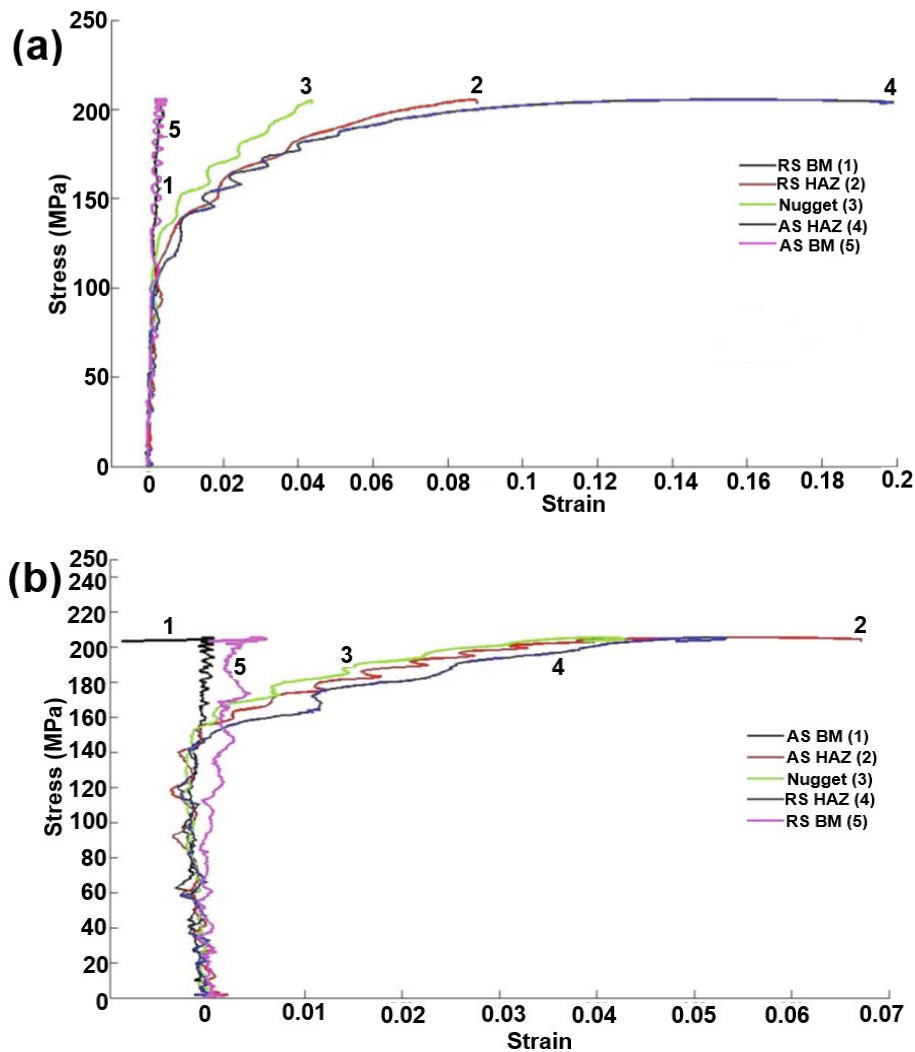 (a)
250
200
150
100
50
0
Stress (MPa)
3
2
4
5
1
RS BM (1)
RS HAZ (2)
Nugget (3)
AS HAZ (4)
AS BM (5)
0 0.02 0.04 0.06 0.08 0.1 0.12 0.14 0.16 0.18 0.2
Strain
(b)
250
240
220
200
180
160
140
120
100
80
60
40
20
0
Stress (MPa)
1
2
3
5
4
AS BM (1)
AS HAZ (2)
Nugget (3)
RS HAZ (4)
RS BM (5)
0 0.01 0.02 0.03 0.04 0.05 0.06 0.07
Strain